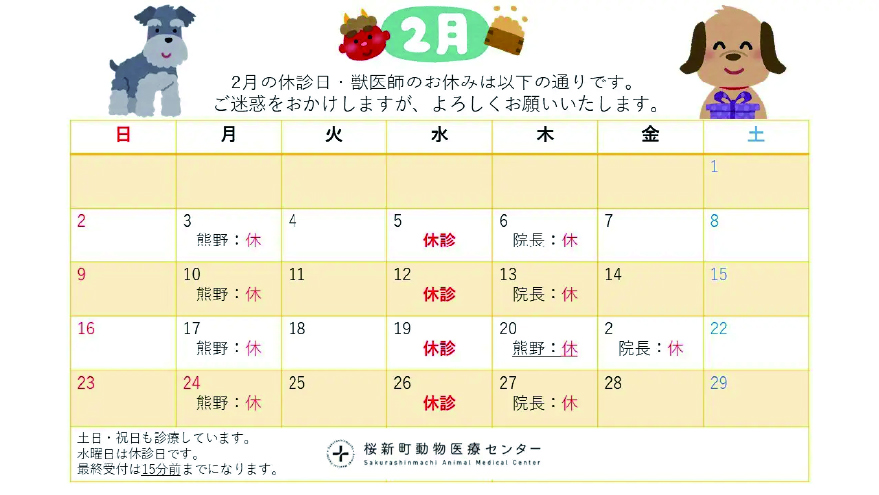 2月
2月の休診日・獣医師のお休みは以下の通りです。
ご迷惑をおかけしますが、よろしくお願いいたします。
日 月 火 水 木 金 土
1
2 3 4 5 6 7 8
熊野：休 休診 院長：休
9 10 11 12 13 14 15
熊野：休 休診 院長：休
16 17 18 19 20 2 22
熊野：休 休診 熊野：休 院長：休
23 24 25 26 27 28 29
熊野：休 休診 院長：休
土日・祝日も診療しています。
水曜日は休診日です。
最終受付は15分前までになります。
桜新町動物医療センター
Sakurashinmachi Animal Medical Center